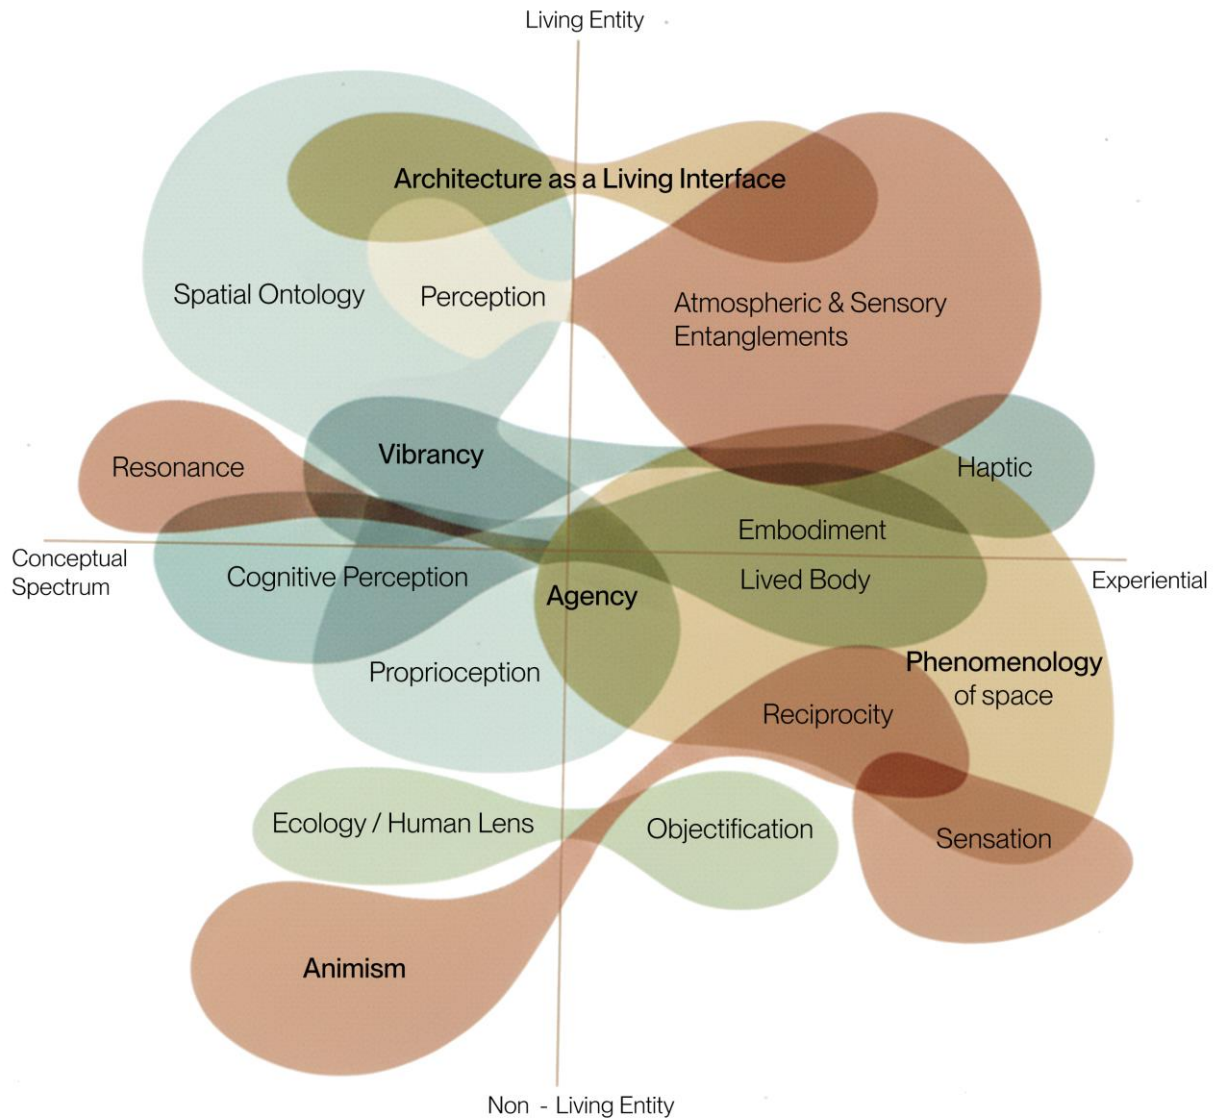 Living Entity
Architecture as a Living Interface
Spatial Ontology
Perception
Atmospheric & Sensory
Entanglements
Resonance
Vibrancy
Haptic
Embodiment
Conceptual
Spectrum
Cognitive Perception
Lived Body
Experiential
Agency
Proprioception
Phenomenology
of space
Reciprocity
Ecology / Human Lens
Objectification
Sensation
Animism
Non - Living Entity